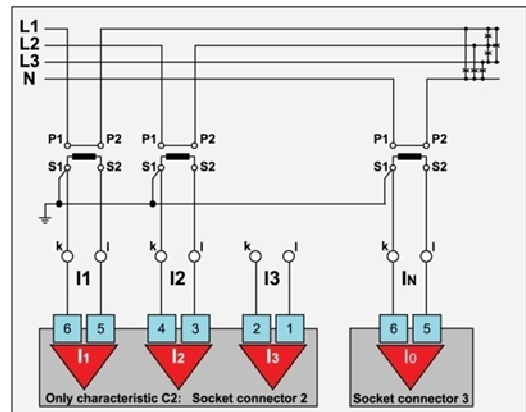 L1
L2
L3
N
P1 P2 P1 P2 P1 P2
S1 S2 S1 S2 S1 S2
k l k l k l k l
I1 I2 I3 IN
6 5 4 3 2 1 6 5
I1 I2 I3 I0
Only characteristic C2: Socket connector 2 Socket connector 3